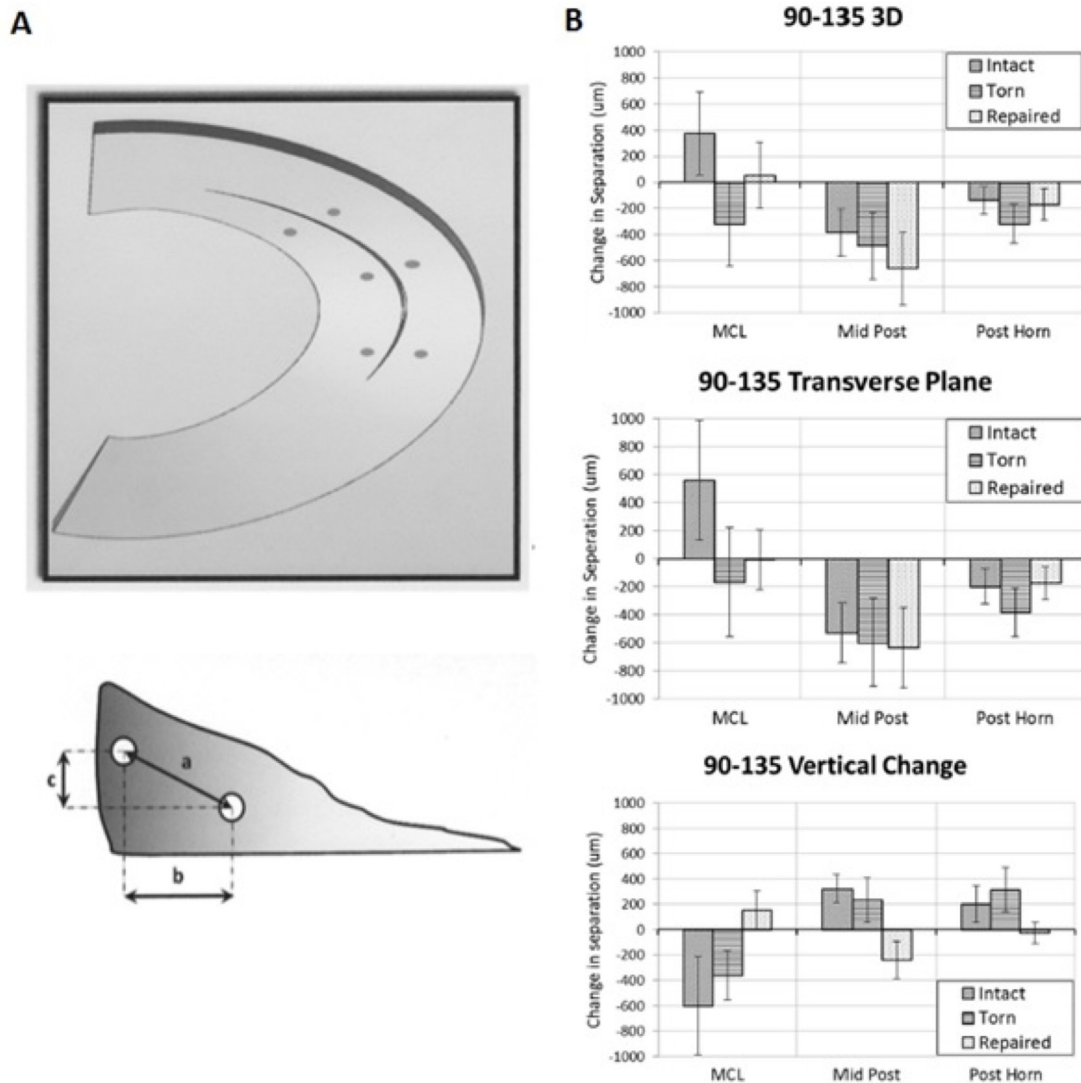 A
c
a
b
B
90-135 3D
Change in Separation (um)
1000
800
600
400
200
0
-200
-400
-600
-800
-1000
Intact
Torn
Repaired
MCL Mid Post Post Horn
90-135 Transverse Plane
Change in Seperation (um)
1000
800
600
400
200
0
-200
-400
-600
-800
-1000
Intact
Torn
Repaired
MCL Mid Post Post Horn
90-135 Vertical Change
Change in separation (um)
1000
800
600
400
200
0
-200
-400
-600
-800
-1000
Intact
Torn
Repaired
MCL Mid Post Post Horn